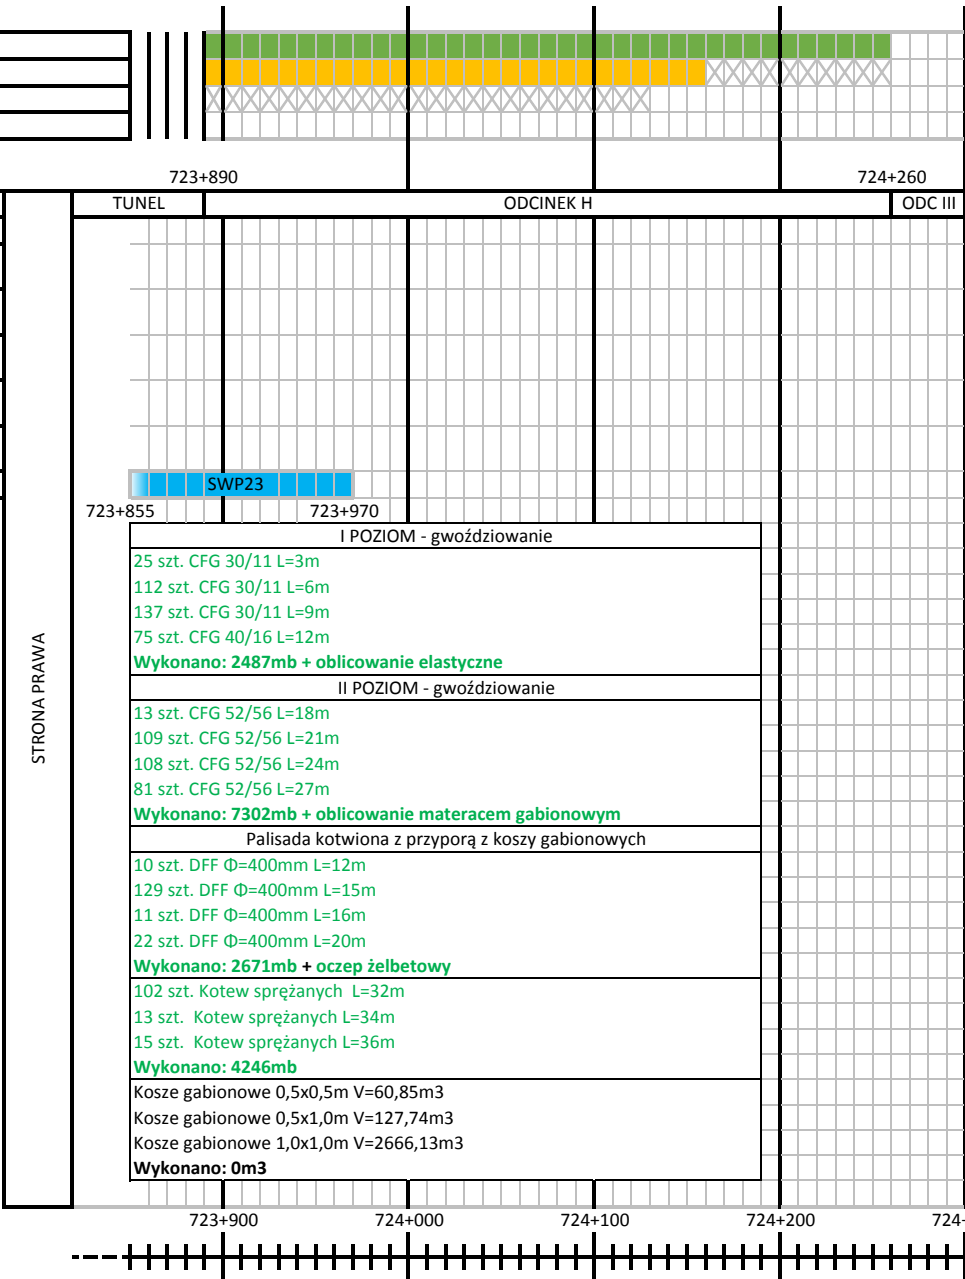 723+890 724+260
TUNEL ODCINEK H ODC III
SWP23
723+855 723+970
STRONA PRAWA
I POZIOM - gwoździowanie
25 szt. CFG 30/11 L=3m
112 szt. CFG 30/11 L=6m
137 szt. CFG 30/11 L=9m
75 szt. CFG 40/16 L=12m
Wykonano: 2487mb + oblicowanie elastyczne
II POZIOM - gwoździowanie
13 szt. CFG 52/56 L=18m
109 szt. CFG 52/56 L=21m
108 szt. CFG 52/56 L=24m
81 szt. CFG 52/56 L=27m
Wykonano: 7302mb + oblicowanie materacem gabionowym
Palisada kotwiona z przyporą z koszy gabionowych
10 szt. DFF Φ=400mm L=12m
129 szt. DFF Φ=400mm L=15m
11 szt. DFF Φ=400mm L=16m
22 szt. DFF Φ=400mm L=20m
Wykonano: 2671mb + oczep żelbetowy
102 szt. Kotew sprężanych L=32m
13 szt. Kotew sprężanych L=34m
15 szt. Kotew sprężanych L=36m
Wykonano: 4246mb
Kosze gabionowe 0,5x0,5m V=60,85m3
Kosze gabionowe 0,5x1,0m V=127,74m3
Kosze gabionowe 1,0x1,0m V=2666,13m3
Wykonano: 0m3
723+900 724+000 724+100 724+200 724-